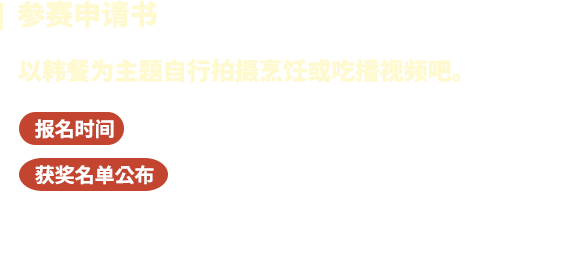 参赛申请书
以韩餐为主题自行拍摄烹饪或吃播视频吧。
报名时间
获奖名单公布